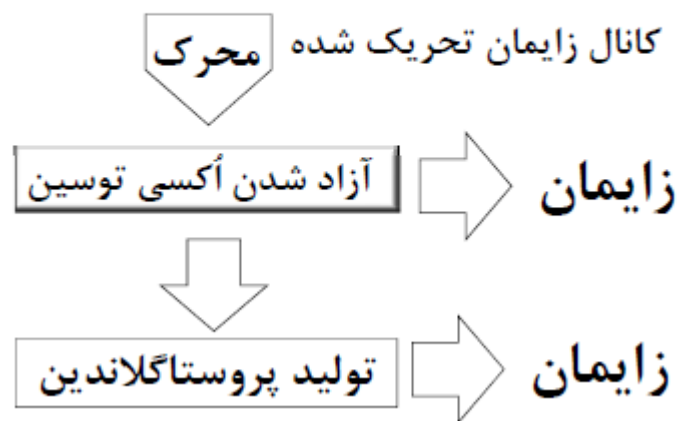 کانال زایمان تحریک شده
محرک
آزاد شدن اُکسی توسین
زایمان
تولید پروستاگلاندین
زایمان